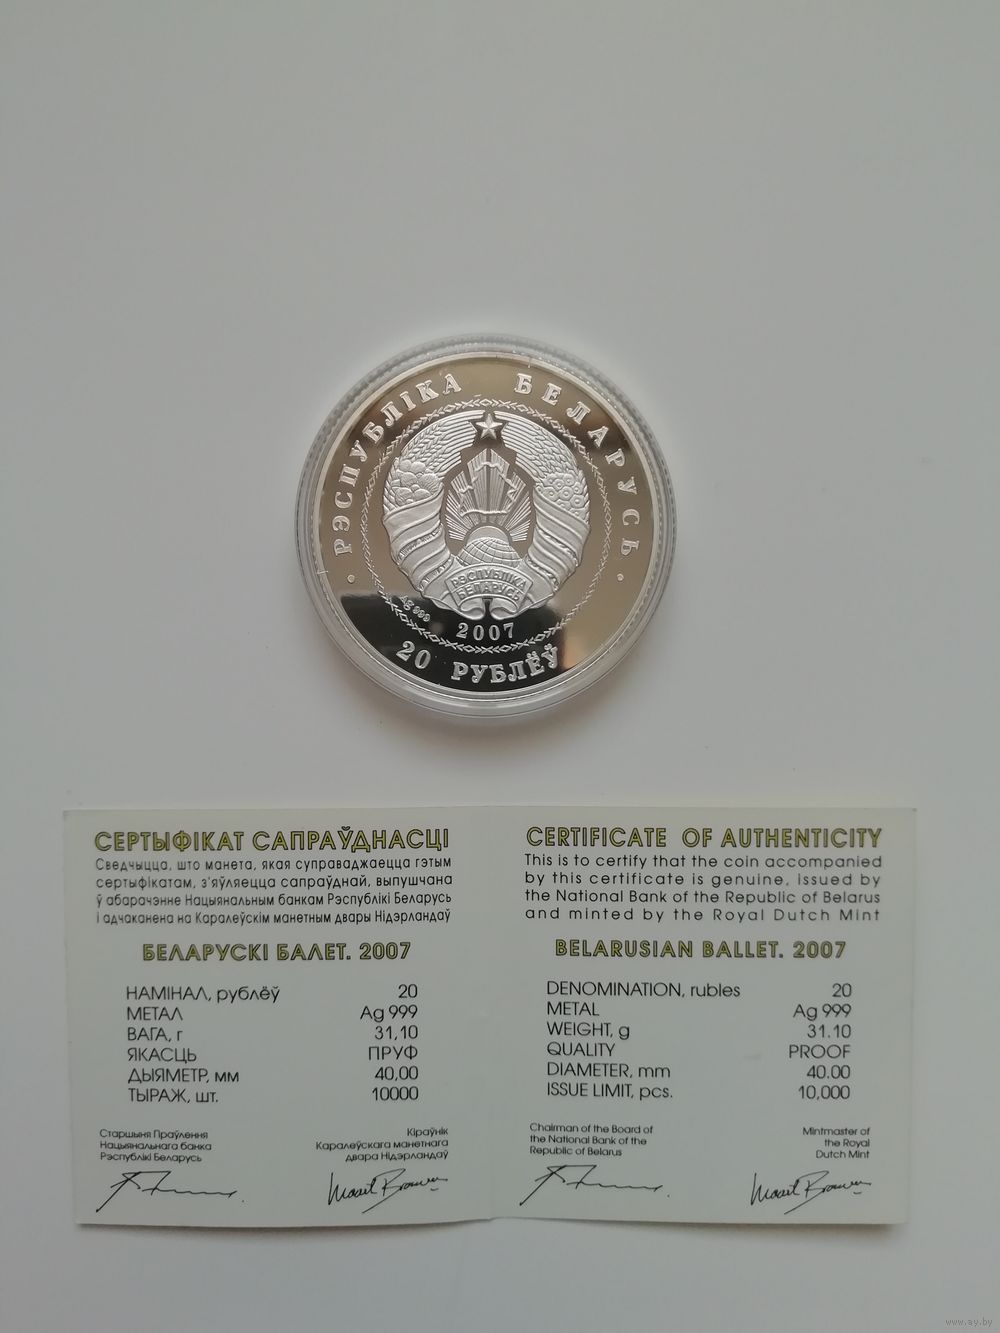 РЭСПУБЛІКА БЕЛАРУСЬ
РЭСПУБЛІКА
БЕЛАРУСЬ
Ag 999
2007
20 РУБЛЁЎ
СЕРТЫФІКАТ САПРАЎДНАСЦІ
Сведчыцца, што манета, якая суправаджаецца гэтым
сертыфікатам, з'яўляецца сапраўднай, выпушчана
ў абарачэнне Нацыянальным банкам Рэспублікі Беларусь
і адчаканена на Каралеўскім манетным двары Нідэрландаў
БЕЛАРУСКІ БАЛЕТ. 2007
НАМІНАЛ, рублёў 20
МЕТАЛ Ag 999
ВАГА, г 31,10
ЯКАСЦЬ ПРУФ
ДЫЯМЕТР, мм 40,00
ТЫРАЖ, шт. 10000
Старшыня Праўлення
Нацыянальнага банка
Рэспублікі Беларусь
Кіраўнік
Каралеўскага манетнага
двара Нідэрландаў
CERTIFICATE OF AUTHENTICITY
This is to certify that the coin accompanied
by this certificate is genuine, issued by
the National Bank of the Republic of Belarus
and minted by the Royal Dutch Mint
BELARUSIAN BALLET. 2007
DENOMINATION, rubles 20
METAL Ag 999
WEIGHT, g 31.10
QUALITY PROOF
DIAMETER, mm 40.00
ISSUE LIMIT, pcs. 10,000
Chairman of the Board of
the National Bank of the
Republic of Belarus
Mintmaster of
the Royal
Dutch Mint
www.ay.by